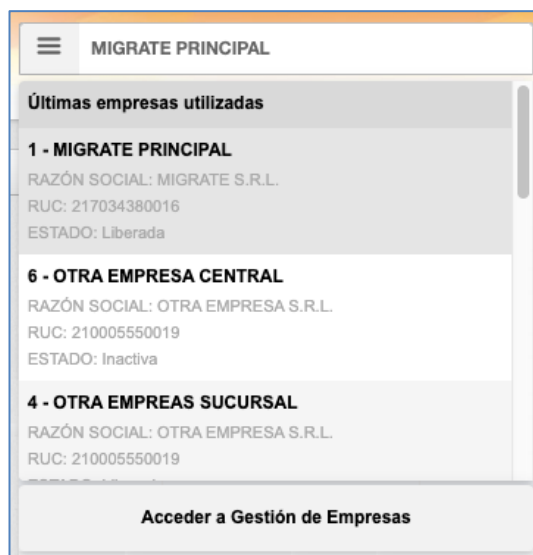 MIGRATE PRINCIPAL
Últimas empresas utilizadas
1 - MIGRATE PRINCIPAL
RAZÓN SOCIAL: MIGRATE S.R.L.
RUC: 217034380016
ESTADO: Liberada
6 - OTRA EMPRESA CENTRAL
RAZÓN SOCIAL: OTRA EMPRESA S.R.L.
RUC: 210005550019
ESTADO: Inactiva
4 - OTRA EMPREAS SUCURSAL
RAZÓN SOCIAL: OTRA EMPRESA S.R.L.
RUC: 210005550019
Acceder a Gestión de Empresas